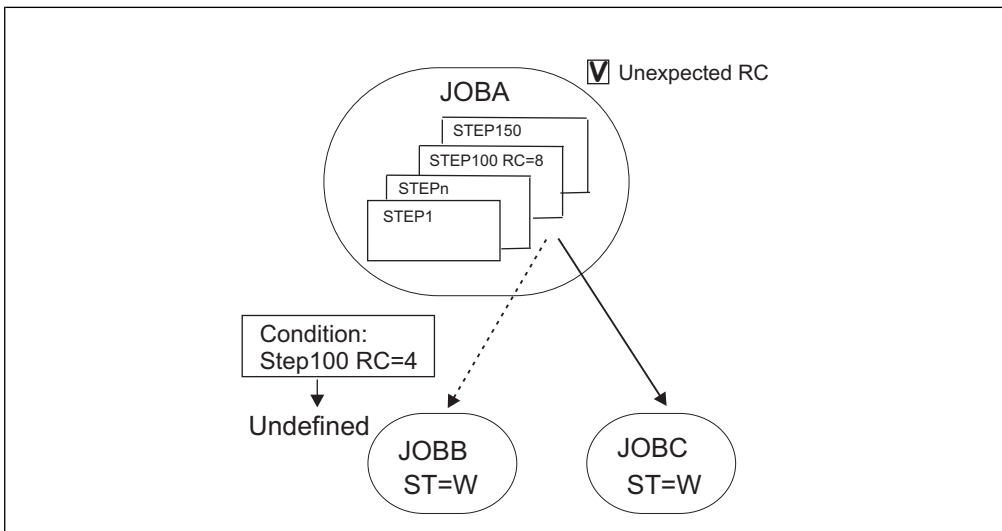 V Unexpected RC
JOBA
STEP150
STEP100 RC=8
STEPn
STEP1
Condition:
Step100 RC=4
Undefined
JOBB
ST=W
JOBC
ST=W